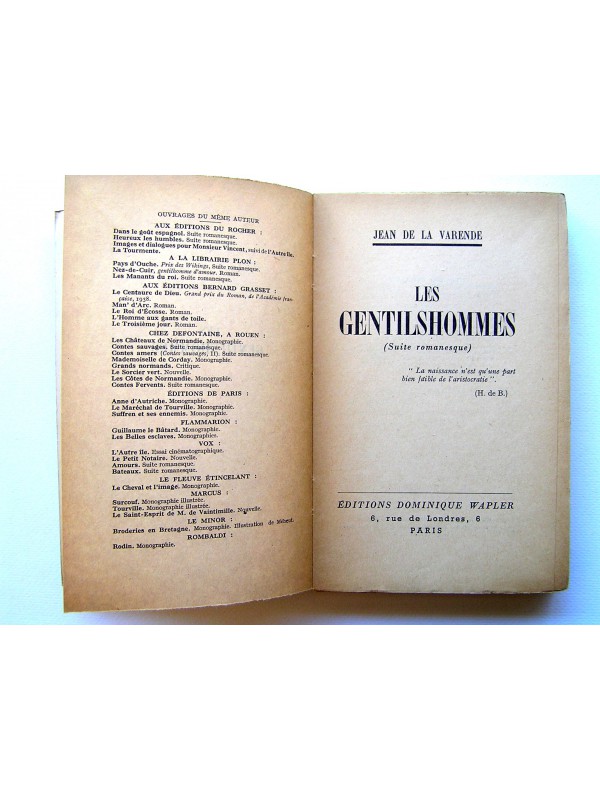 OUVRAGES DU MÊME AUTEUR
AUX ÉDITIONS DU ROCHER :
Dans le goût espagnol. Suite romanesque.
Heureux les humbles. Suite romanesque.
Images et dialogues pour Monsieur Vincent, suivi de L'Autre Ile.
La Tourmente.
A LA LIBRAIRIE PLON :
Pays d'Ouche. Prix des Wikings, Suite romanesque.
Nez-de-Cuir, gentilhomme d'amour. Roman.
Les Manants du roi. Suite romanesque.
AUX ÉDITIONS BERNARD GRASSET :
Le Centaure de Dieu. Grand prix du Roman, de l'Académie fran-
çaise, 1938.
Man' d'Arc. Roman.
Le Roi d'Écosse. Roman.
L'Homme aux gants de toile.
Le Troisième jour. Roman.
CHEZ DEFONTAINE, A ROUEN :
Les Châteaux de Normandie. Monographie.
Contes sauvages. Suite romanesque.
Contes amers (Contes sauvages, II). Suite romanesque.
Mademoiselle de Corday. Monographie.
Grands normands. Critique.
Le Sorcier vert. Nouvelle.
Les Côtes de Normandie. Monographie.
Contes Fervents. Suite romanesque.
ÉDITIONS DE PARIS :
Anne d'Autriche. Monographie.
Le Maréchal de Tourville. Monographie.
Suffren et ses ennemis. Monographie.
FLAMMARION :
Guillaume le Bâtard. Monographie.
Les Belles esclaves. Monographie.
VOX :
L'Autre Ile. Essai cinématographique.
Le Petit Notaire. Nouvelle.
Amours. Suite romanesque.
Bateaux. Suite romanesque.
LE FLEUVE ÉTINCELANT :
Le Cheval et l'image. Monographie.
MARCUS :
Surcouf. Monographie illustrée.
Tourville. Monographie illustrée.
Le Saint-Esprit de M. de Vaintimille. Nouvelle.
LE MINOR :
Broderies en Bretagne. Monographie. Illustration de Méheut.
ROMBALDI :
Rodin. Monographie.
JEAN DE LA VARENDE
LES
GENTILSHOMMES
(Suite romanesque)
" La naissance n'est qu'une part
bien faible de l'aristocratie ".
(H. de B.)
ÉDITIONS DOMINIQUE WAPLER
6, rue de Londres, 6
PARIS